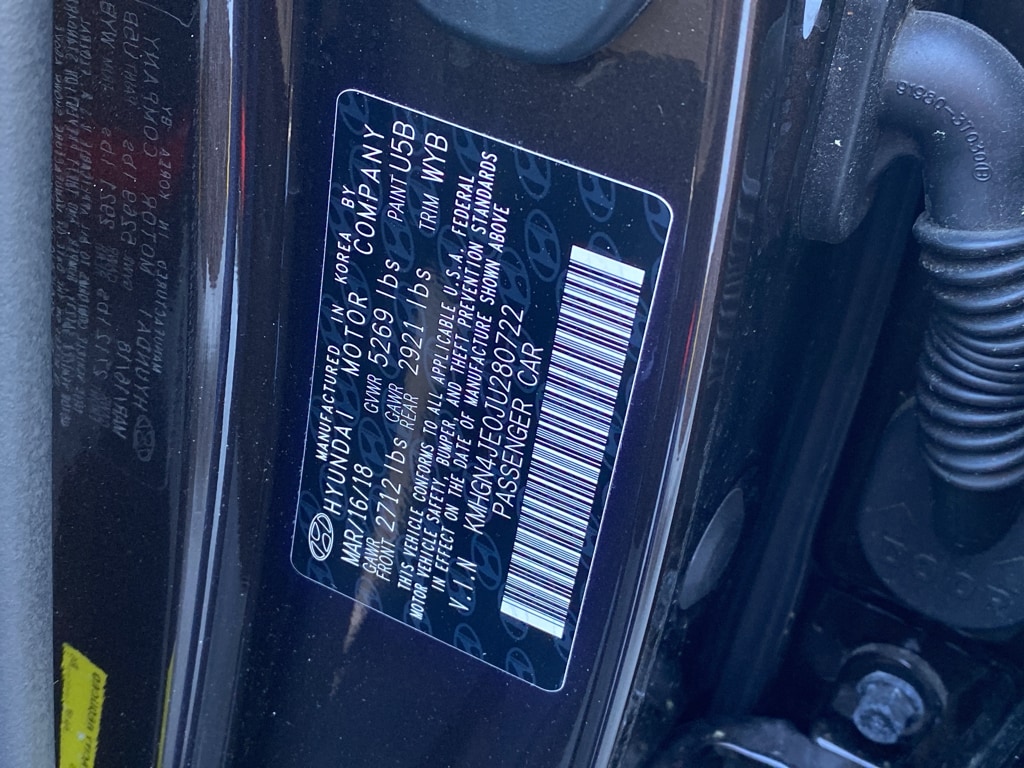 MANUFACTURED IN KOREA BY
HYUNDAI MOTOR COMPANY
MAR/16/18 GVWR 5269 lbs PAINT U5B
GAWR FRONT 2712 lbs GAWR REAR 2921 lbs TRIM WYB
THIS VEHICLE CONFORMS TO ALL APPLICABLE U.S.A. FEDERAL
MOTOR VEHICLE SAFETY, BUMPER, AND THEFT PREVENTION STANDARDS
IN EFFECT ON THE DATE OF MANUFACTURE SHOWN ABOVE
V.I.N KMHGN4JE0JU280722
PASSENGER CAR